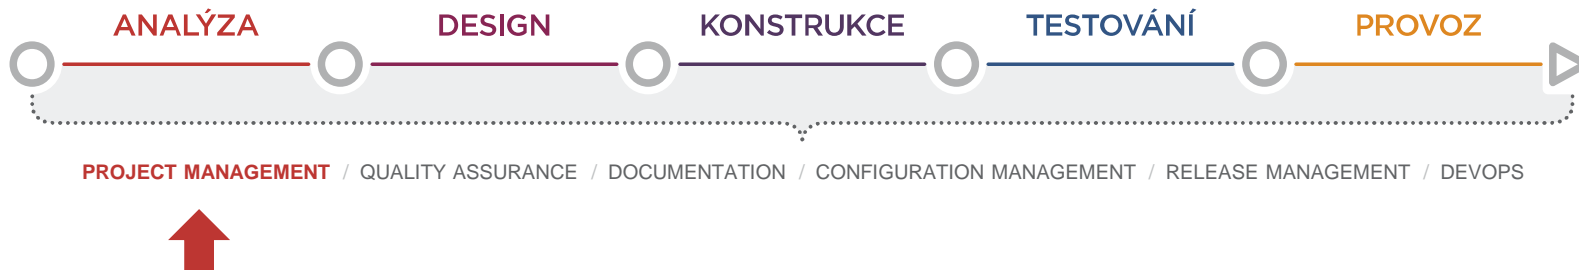 ANALÝZA DESIGN KONSTRUKCE TESTOVÁNÍ PROVOZ
PROJECT MANAGEMENT / QUALITY ASSURANCE / DOCUMENTATION / CONFIGURATION MANAGEMENT / RELEASE MANAGEMENT / DEVOPS